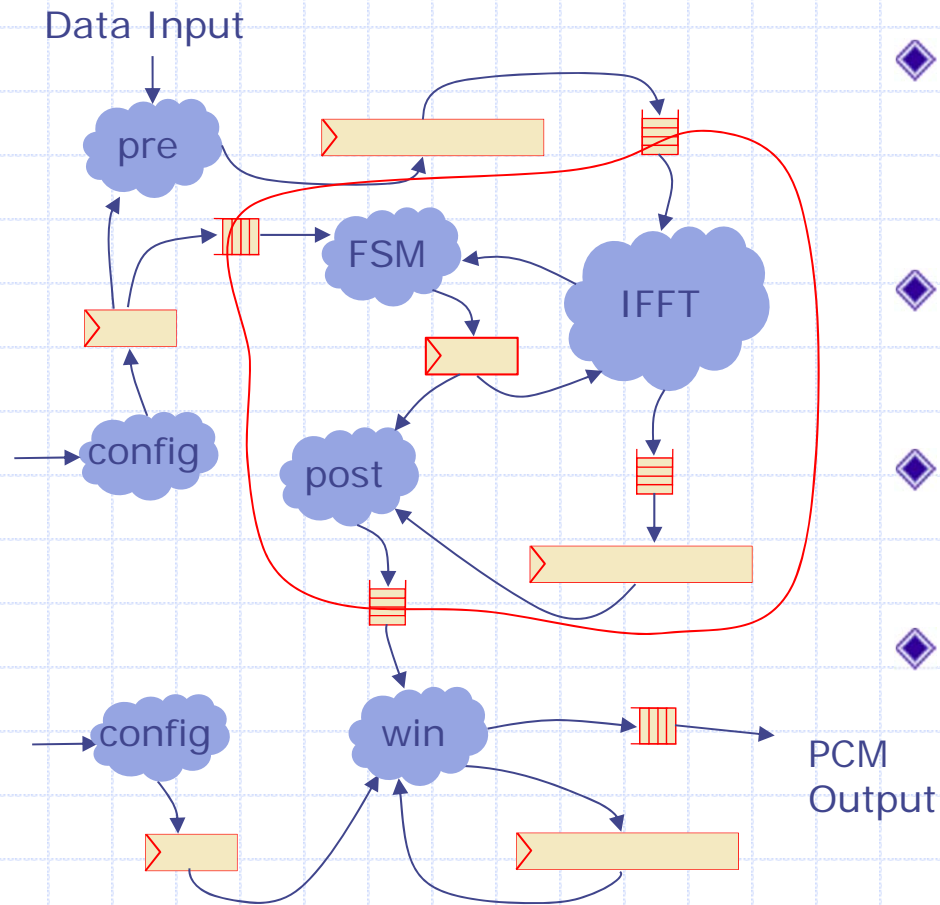 Data Input
pre
FSM
IFFT
config
post
config
win
PCM
Output